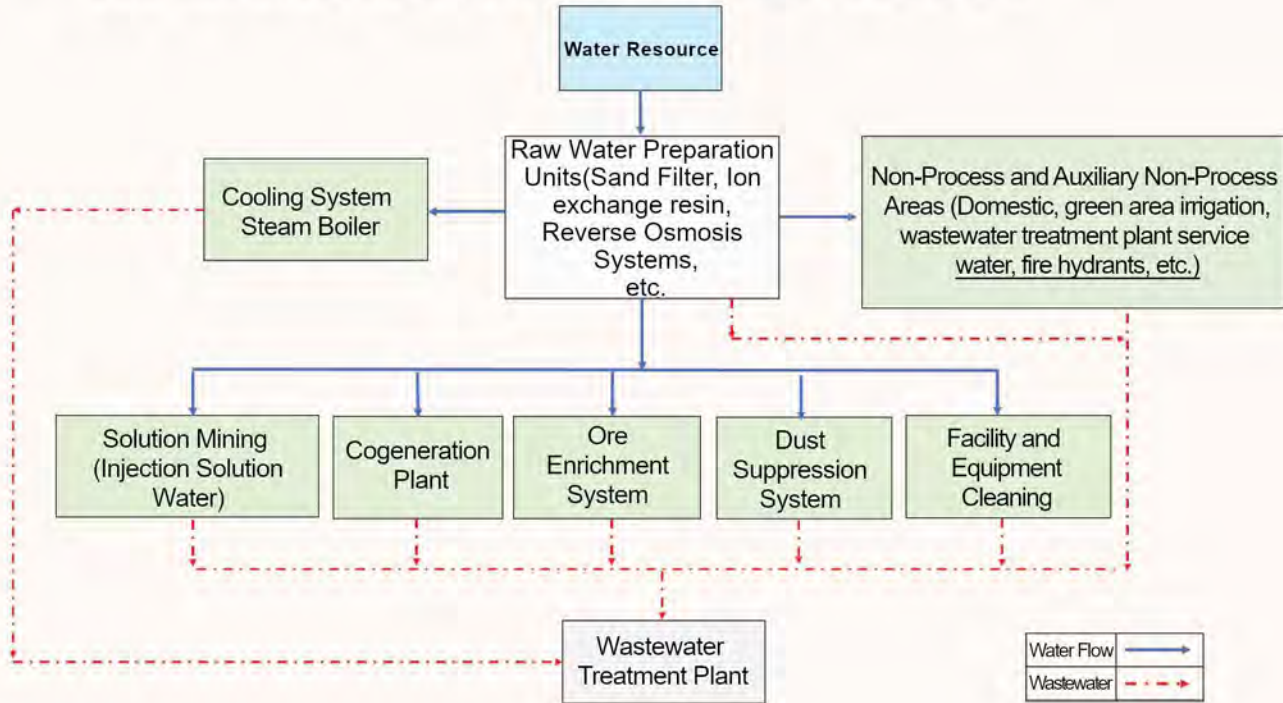 Water Resource
Raw Water Preparation
Units(Sand Filter, Ion
exchange resin,
Reverse Osmosis
Systems,
etc.
Cooling System
Steam Boiler
Non-Process and Auxiliary Non-Process
Areas (Domestic, green area irrigation,
wastewater treatment plant service
water, fire hydrants, etc.)
Solution Mining
(Injection Solution
Water)
Cogeneration
Plant
Ore
Enrichment
System
Dust
Suppression
System
Facility and
Equipment
Cleaning
Wastewater
Treatment Plant
Water Flow
Wastewater